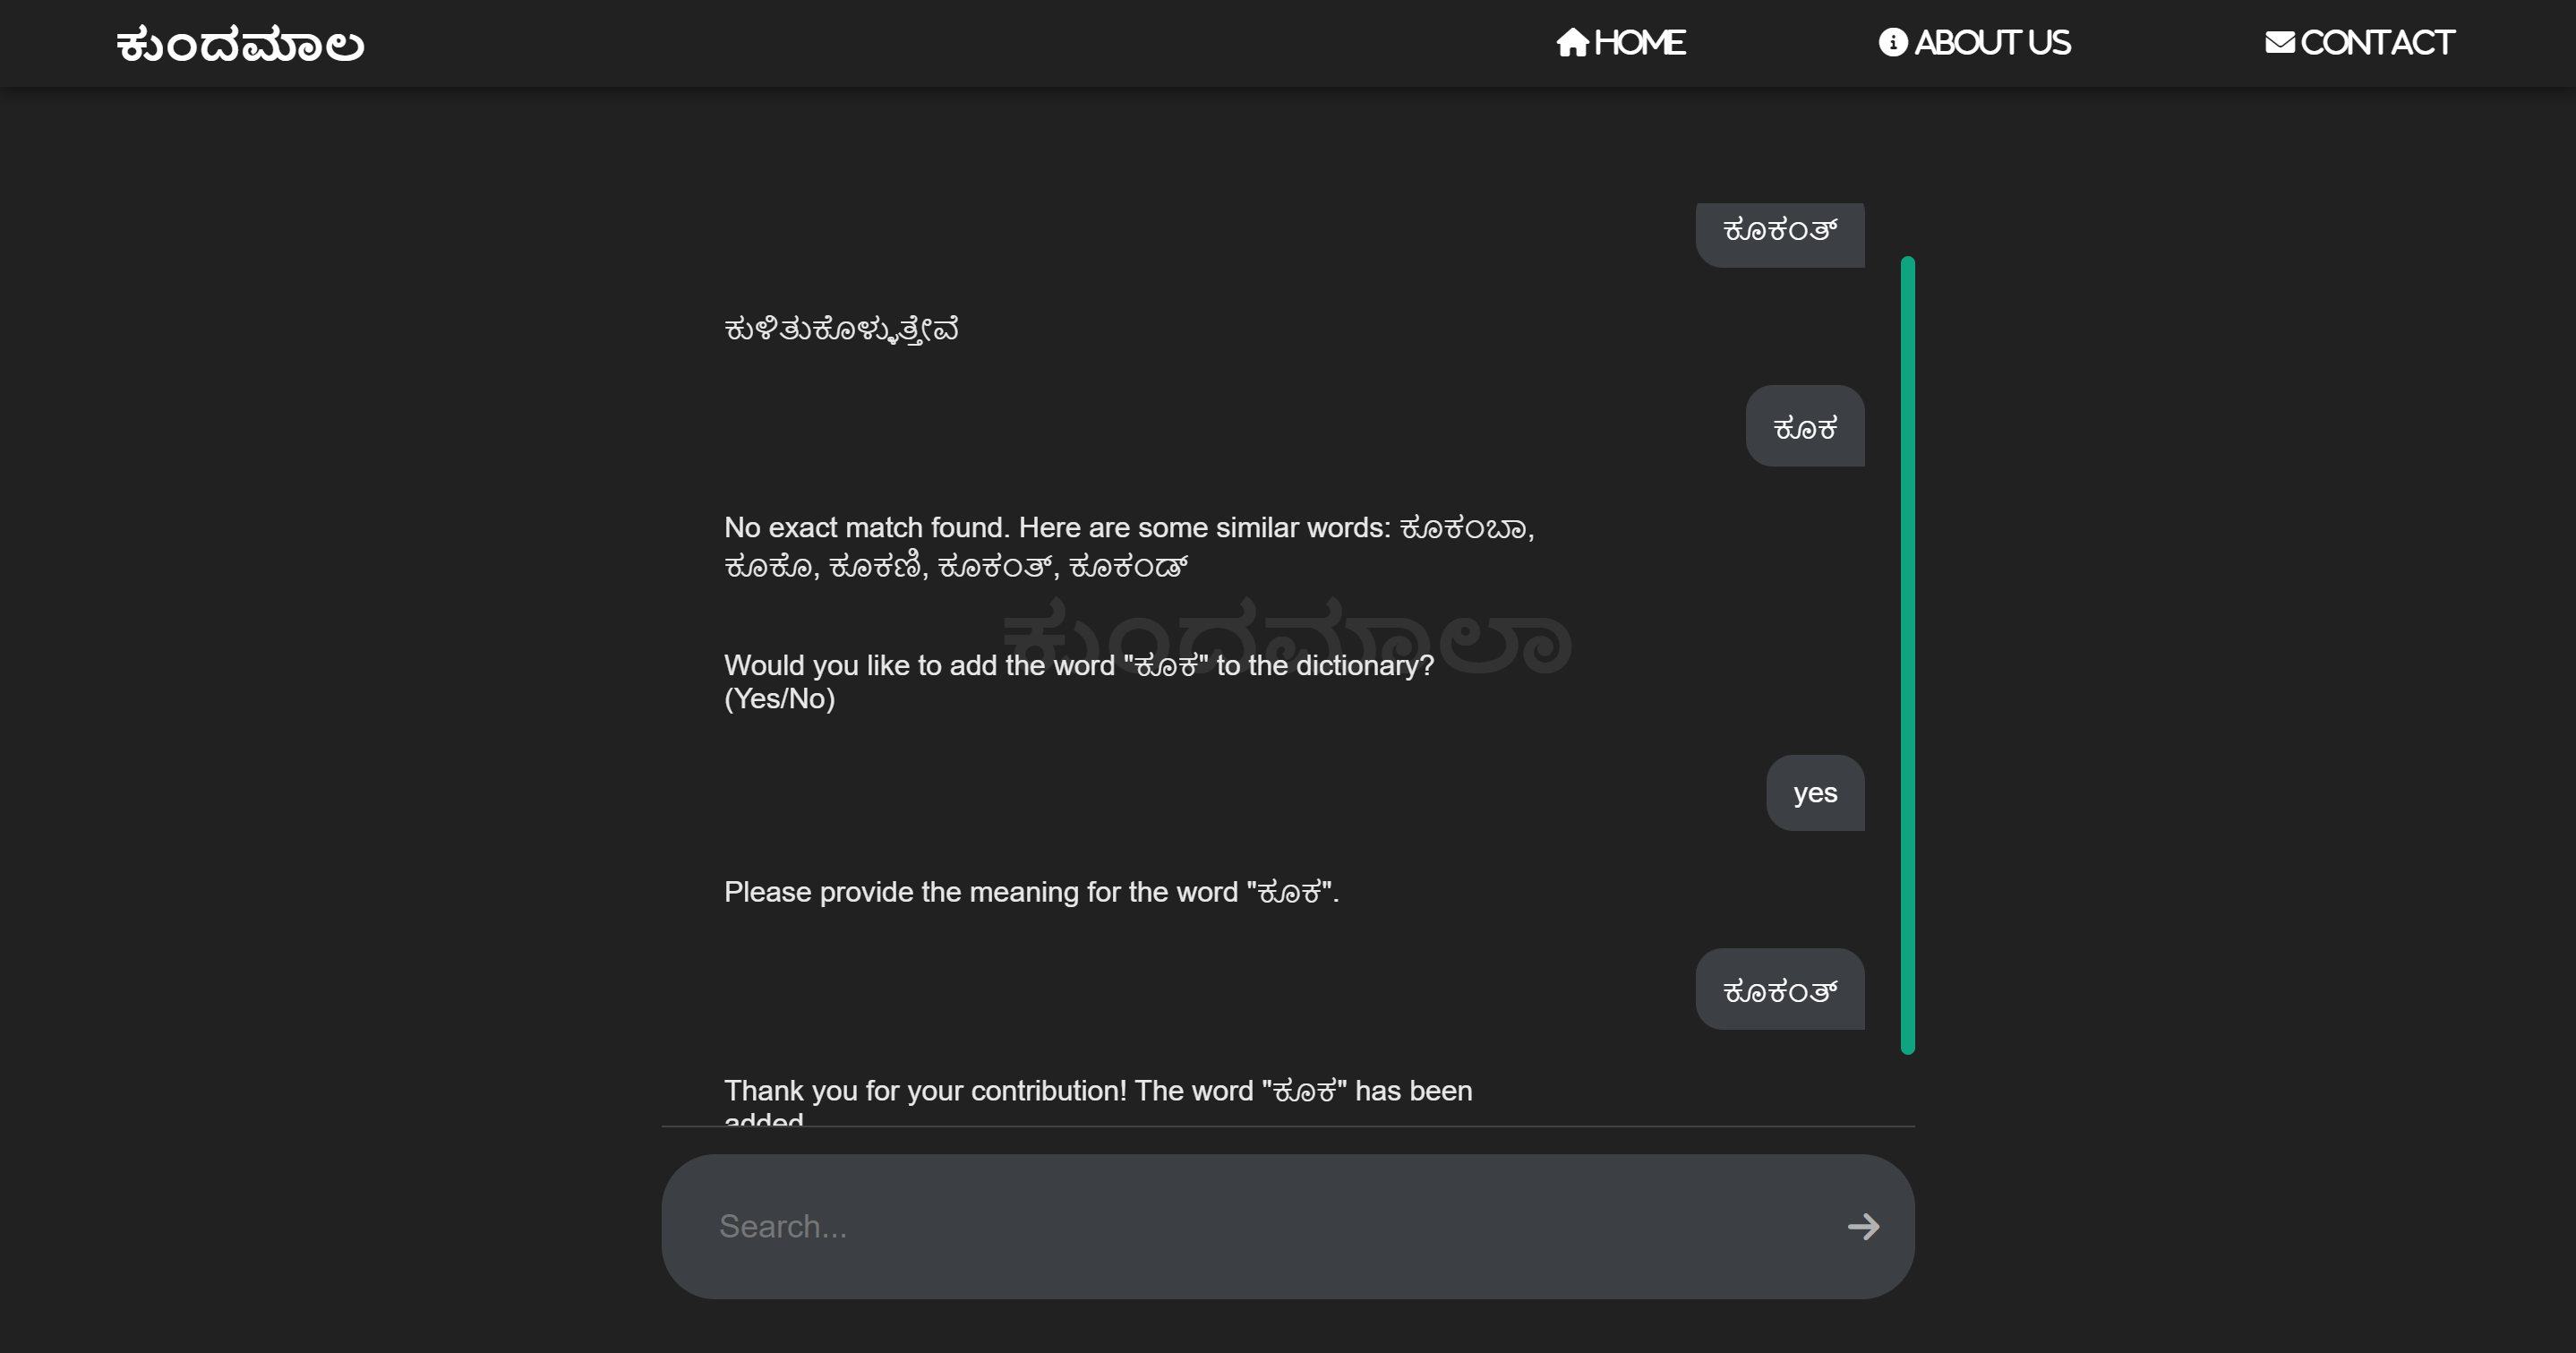 ಕುಂದಮಾಲ
HOME
ABOUT US
CONTACT
ಕೂಕಂತ್
ಕುಳಿತುಕೊಳ್ಳುತ್ತೇವೆ
ಕೂಕ
No exact match found. Here are some similar words: ಕೂಕಂಬಾ,
ಕೂಕೊ, ಕೂಕಣಿ, ಕೂಕಂತ್, ಕೂಕಂಡ್
ಕುಂದಮಾಲಾ
Would you like to add the word "ಕೂಕ" to the dictionary?
(Yes/No)
yes
Please provide the meaning for the word "ಕೂಕ".
ಕೂಕಂತ್
Thank you for your contribution! The word "ಕೂಕ" has been
added
Search...